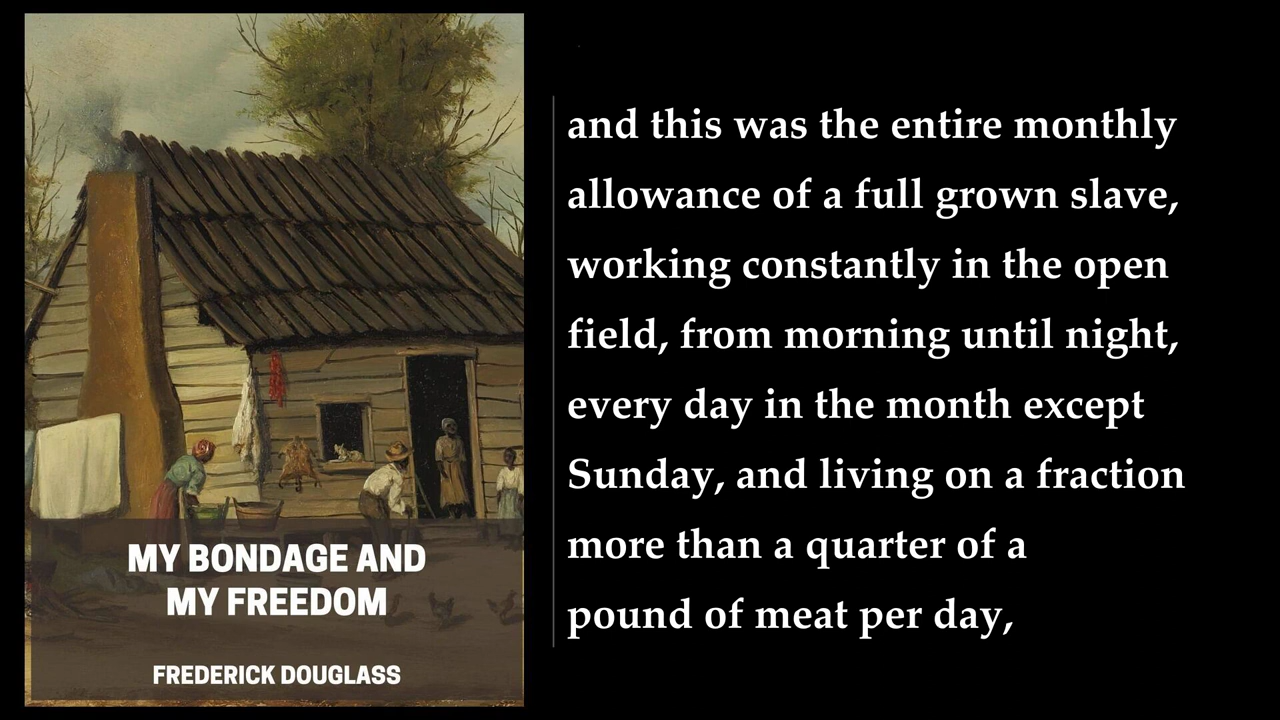 MY BONDAGE AND
MY FREEDOM
FREDERICK DOUGLASS
and this was the entire monthly
allowance of a full grown slave,
working constantly in the open
field, from morning until night,
every day in the month except
Sunday, and living on a fraction
more than a quarter of a
pound of meat per day,